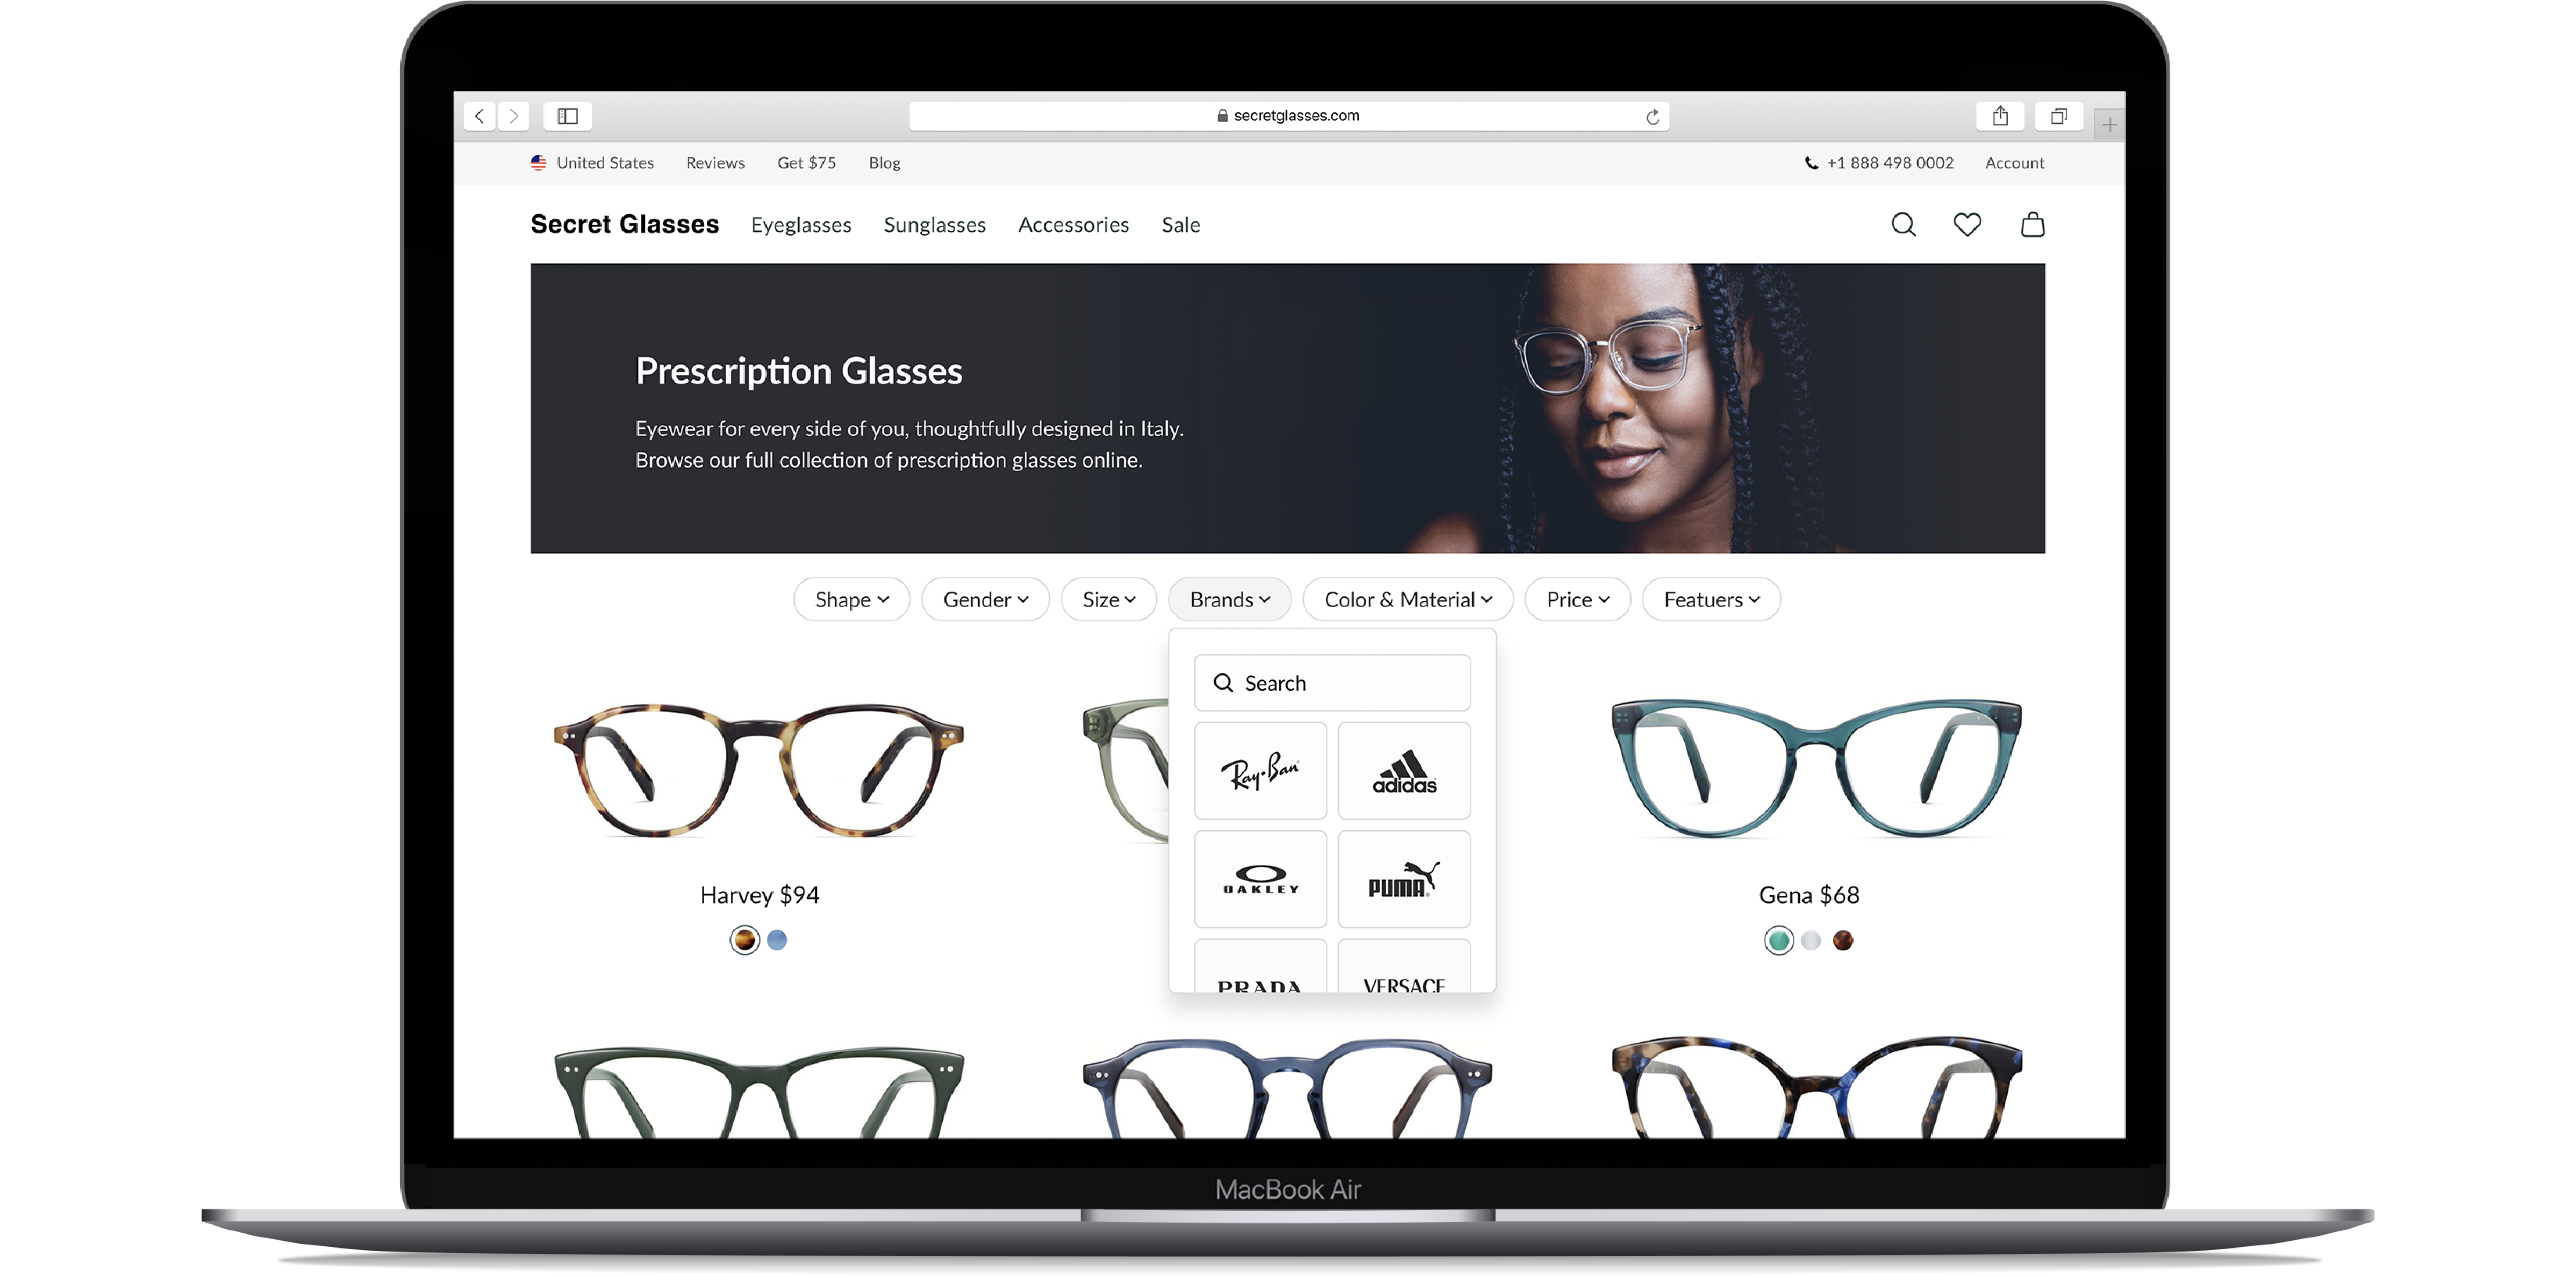 secretglasses.com
United States Reviews Get $75 Blog +1 888 498 0002 Account
Secret Glasses Eyeglasses Sunglasses Accessories Sale
Prescription Glasses
Eyewear for every side of you, thoughtfully designed in Italy.
Browse our full collection of prescription glasses online.
Shape Gender Size Brands Color & Material Price Featuers
Search
Ray-Ban adidas
OAKLEY PUMA
PRADA VERSACE
Harvey $94 Gena $68
MacBook Air